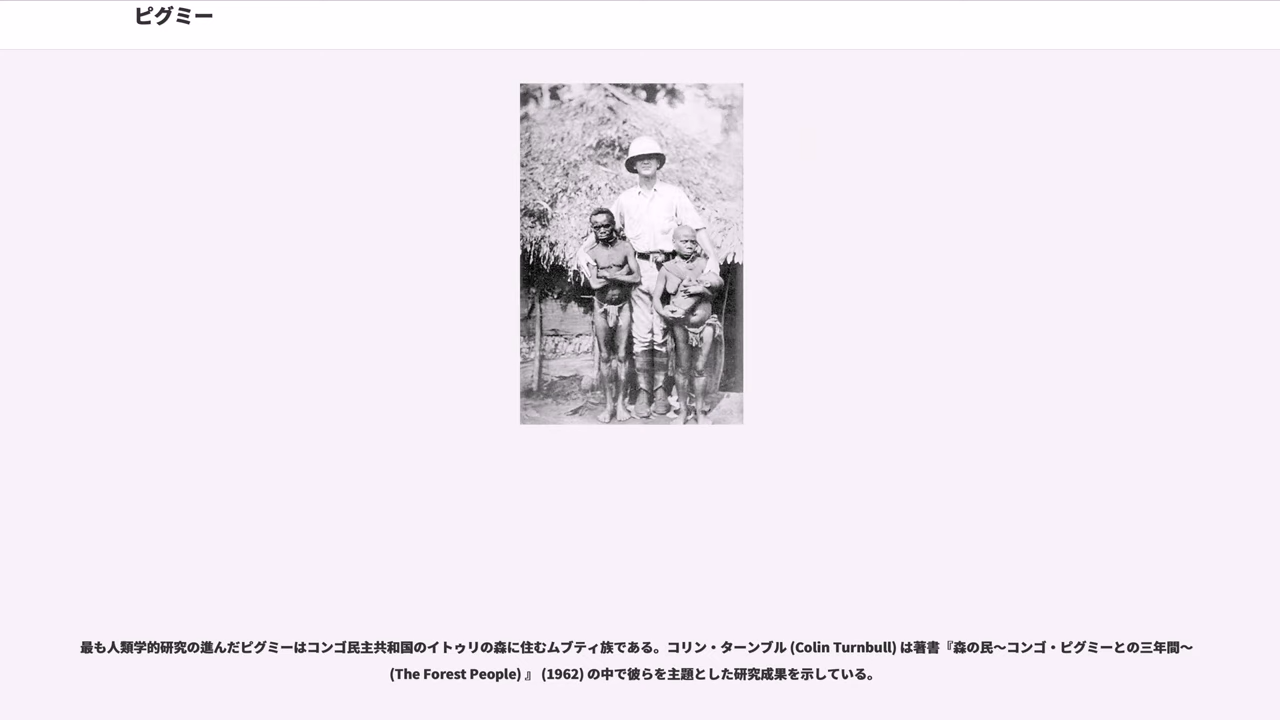 ピグミー
最も人類学的研究の進んだピグミーはコンゴ民主共和国のイトゥリの森に住むムブティ族である。コリン・ターンブル (Colin Turnbull) は著書『森の民〜コンゴ・ピグミーとの三年間〜
(The Forest People) 』 (1962) の中で彼らを主題とした研究成果を示している。